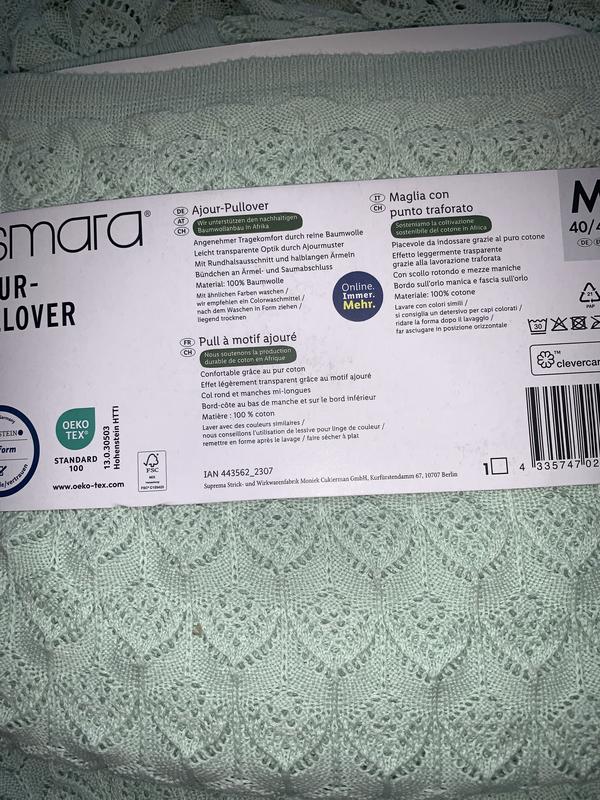 smara®
UR-
LLOVER
DE AT CH
Ajour-Pullover
Wir unterstützen den nachhaltigen
Baumwollanbau in Afrika
Angenehmer Tragekomfort durch reine Baumwolle
Leicht transparente Optik durch Ajourmuster
Mit Rundhalsausschnitt und halblangen Ärmeln
Bündchen an Ärmel- und Saumabschluss
Material: 100% Baumwolle
Mit ähnlichen Farben waschen /
wir empfehlen ein Colorwaschmittel /
nach dem Waschen in Form ziehen /
liegend trocknen
Online.
Immer.
Mehr.
FR CH
Pull à motif ajouré
Nous soutenons la production
durable de coton en Afrique
Confortable grâce au pur coton
Effet légèrement transparent grâce au motif ajouré
Col rond et manches mi-longues
Bord-côte au bas de manche et sur le bord inférieur
Matière : 100 % coton
Laver avec des couleurs similaires /
nous conseillons l'utilisation de lessive pour linge de couleur /
remettre en forme après le lavage / faire sécher à plat
IT CH
Maglia con
punto traforato
Sosteniamo la coltivazione
sostenibile del cotone in Africa
Piacevole da indossare grazie al puro cotone
Effetto leggermente trasparente
grazie alla lavorazione traforata
Con scollo rotondo e mezze maniche
Bordo sull'orlo manica e fascia sull'orlo
Materiale: 100% cotone
Lavare con colori simili /
si consiglia un detersivo per capi colorati /
ridare la forma dopo il lavaggio /
far asciugare in posizione orizzontale
M
40/4
DE
PAP
30
clevercar
OEKO
TEX®
STANDARD
100
13.0.30503
Hohenstein HTTI
www.oeko-tex.com
FSC
IAN 443562_2307
Suprema Strick- und Wirkwarenfabrik Moniek Cukierman GmbH, Kurfürstendamm 67, 10707 Berlin
1
4 335747 02